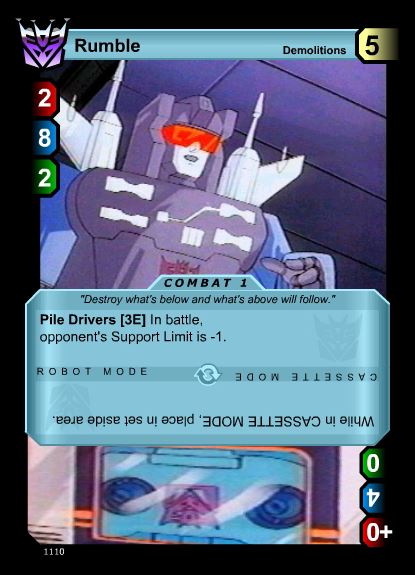 Rumble
Demolitions
5
2
8
2
COMBAT 1
"Destroy what's below and what's above will follow."
Pile Drivers [3E] In battle,
opponent's Support Limit is -1.
ROBOT MODE
CASSETTE MODE
While in CASSETTE MODE, place in set aside area.
0
4
0+
1110